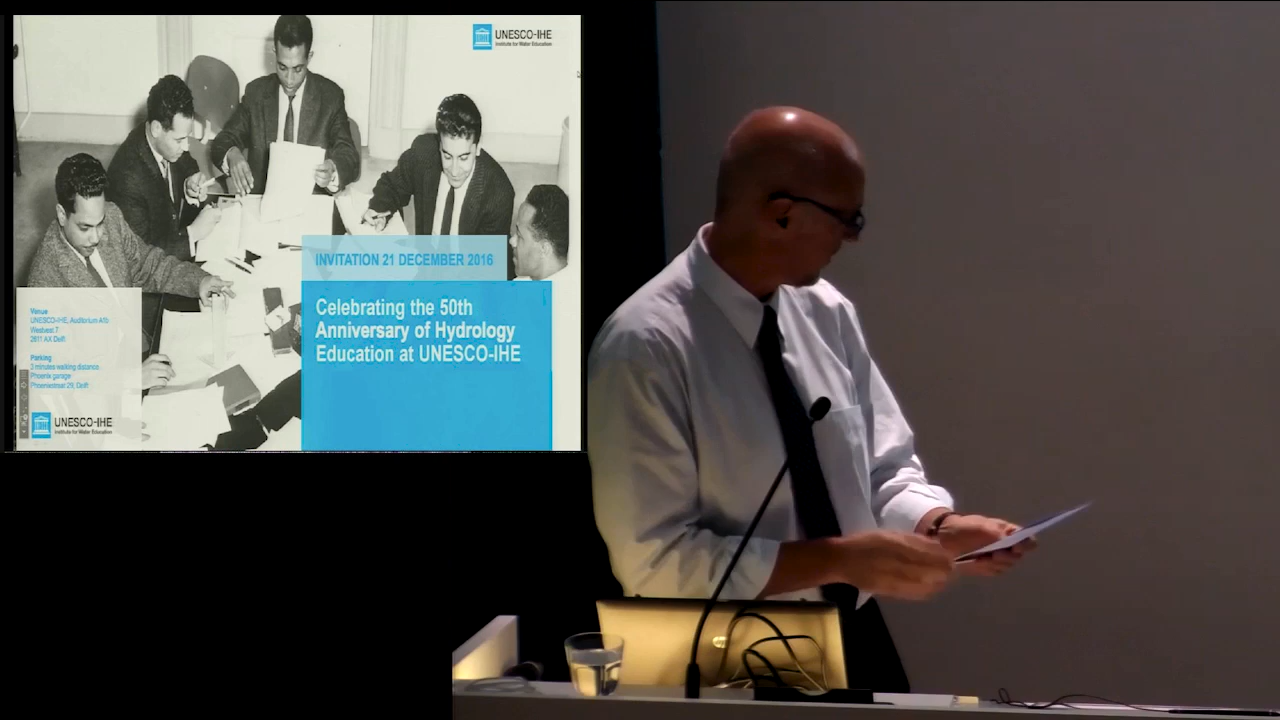 UNESCO-IHE
Institute for Water Education
INVITATION 21 DECEMBER 2016
Celebrating the 50th
Anniversary of Hydrology
Education at UNESCO-IHE
Venue
UNESCO-IHE, Auditorium A1b
Westvest 7
2611 AX Delft
Parking
3 minutes walking distance
Phoenix garage
Phoenixstraat 29, Delft
UNESCO-IHE
Institute for Water Education